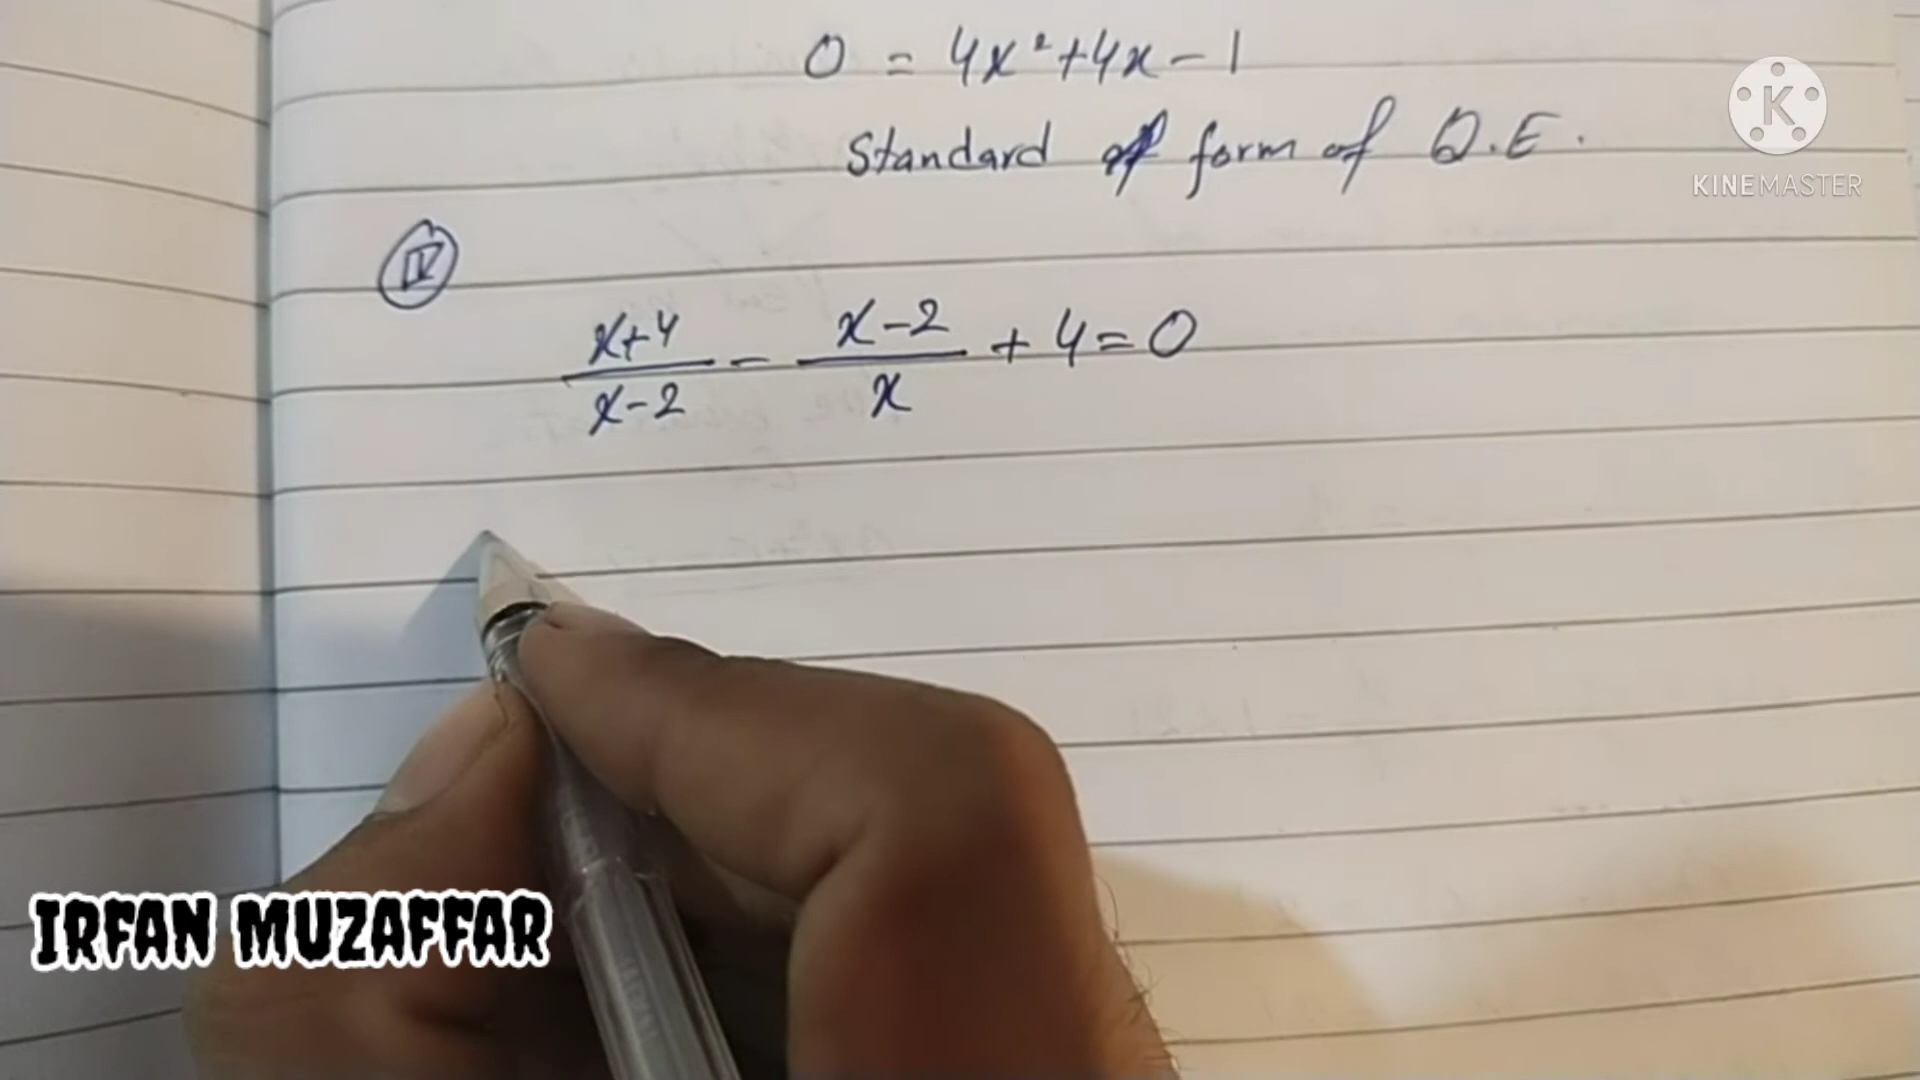 0 = 4x²+4x-1
KINEMASTER
Standard form of Q.E.
IV
x+4/x-2 - x-2/x + 4=0
IRFAN MUZAFFAR